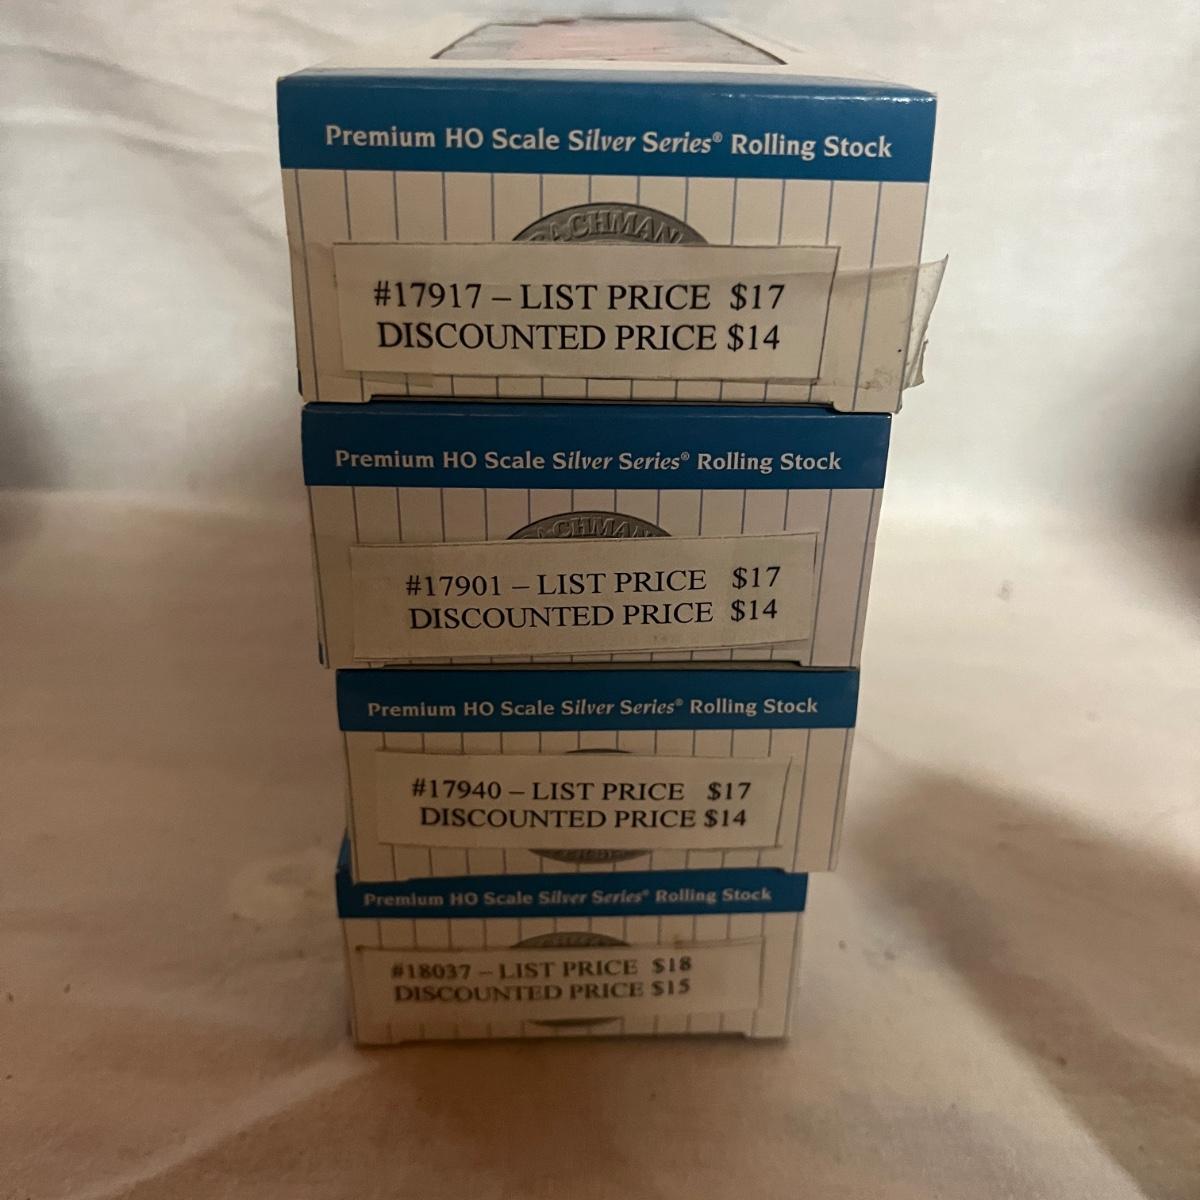 Premium HO Scale Silver Series® Rolling Stock
#17917 – LIST PRICE $17
DISCOUNTED PRICE $14
Premium HO Scale Silver Series® Rolling Stock
#17901 – LIST PRICE $17
DISCOUNTED PRICE $14
Premium HO Scale Silver Series® Rolling Stock
#17940 – LIST PRICE $17
DISCOUNTED PRICE $14
Premium HO Scale Silver Series® Rolling Stock
#18037 – LIST PRICE $18
DISCOUNTED PRICE $15